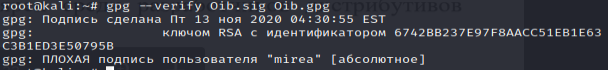 дистрибутивов
root@kali:~# gpg --verify Oib.sig Oib.gpg
gpg: Подпись сделана Пт 13 ноя 2020 04:30:55 EST
gpg:                ключом RSA с идентификатором 6742BB237E97F8AACC51EB1E63
C3B1ED3E50795B
gpg: ПЛОХАЯ подпись пользователя "mirea" [абсолютное]